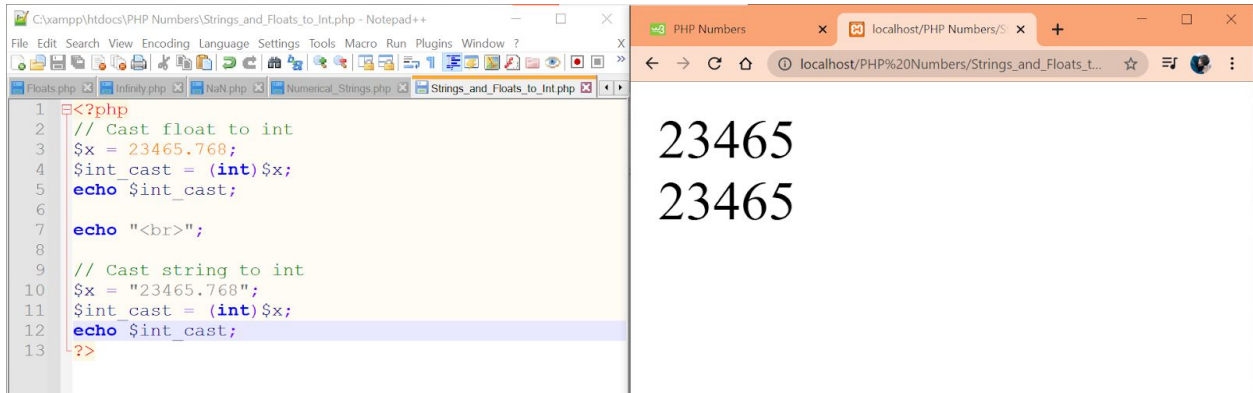 C:\xampp\htdocs\PHP Numbers\Strings_and_Floats_to_Int.php - Notepad++
File Edit Search View Encoding Language Settings Tools Macro Run Plugins Window ? X
Floats.php Infinity.php NaN.php Numerical_Strings.php Strings_and_Floats_to_Int.php
1 <?php
2 // Cast float to int
3 $x = 23465.768;
4 $int_cast = (int)$x;
5 echo $int_cast;
6
7 echo "<br>";
8
9 // Cast string to int
10 $x = "23465.768";
11 $int_cast = (int)$x;
12 echo $int_cast;
13 ?>
PHP Numbers
localhost/PHP Numbers/S
localhost/PHP%20Numbers/Strings_and_Floats_t...
23465
23465